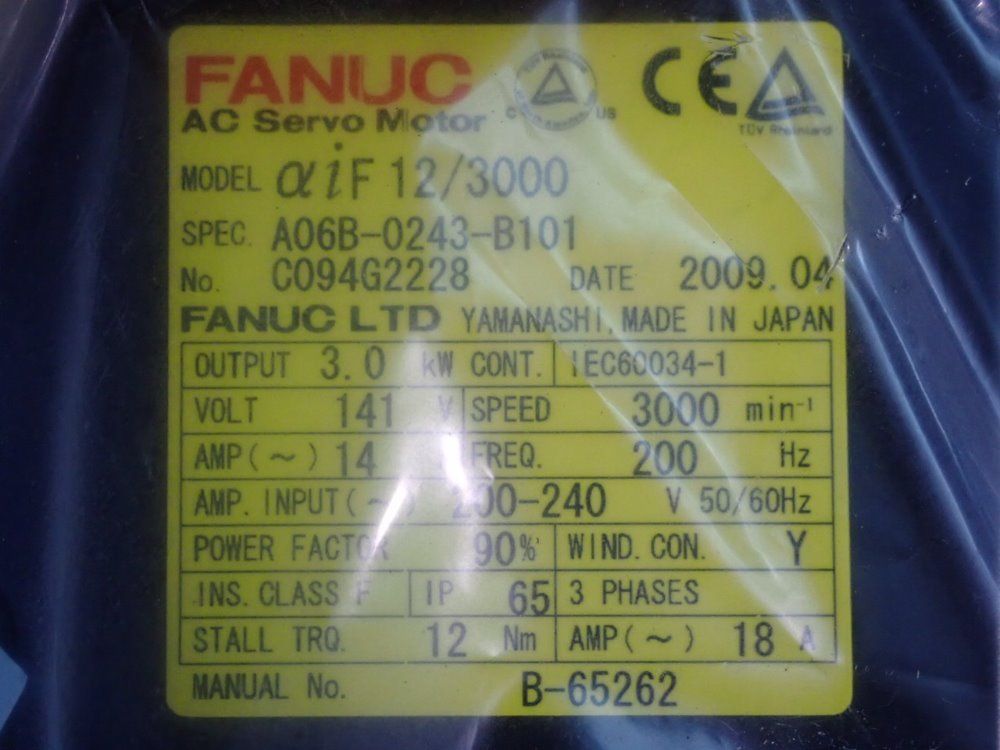 FANUC
AC Servo Motor
C US
CE
TÜV Rheinland
MODEL αiF 12/3000
SPEC. A06B-0243-B101
No. C094G2228 DATE 2009.04
FANUC LTD YAMANASHI, MADE IN JAPAN
OUTPUT 3.0 kW CONT. IEC60034-1
VOLT 141 V SPEED 3000 min-1
AMP(~) 14 FREQ. 200 Hz
AMP. INPUT(~) 200-240 V 50/60Hz
POWER FACTOR 90% WIND. CON. Y
INS. CLASS F IP 65 3 PHASES
STALL TRQ. 12 Nm AMP(~) 18 A
MANUAL No. B-65262